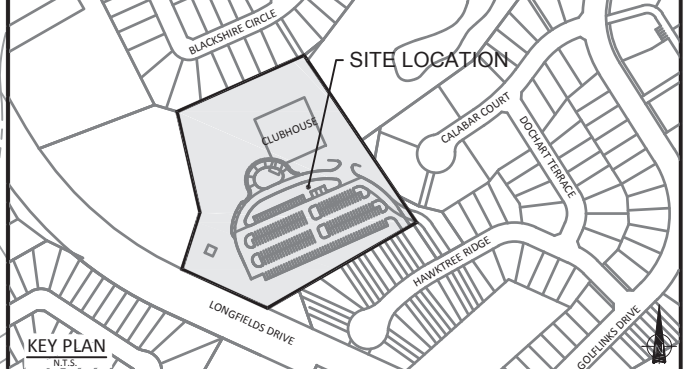 BLACKSHIRE CIRCLE
SITE LOCATION
CLUBHOUSE
CALABAR COURT
DOCHART TERRACE
HAWKTREE RIDGE
LONGFIELDS DRIVE
GOLFLINKS DRIVE
KEY PLAN
N.T.S.
N